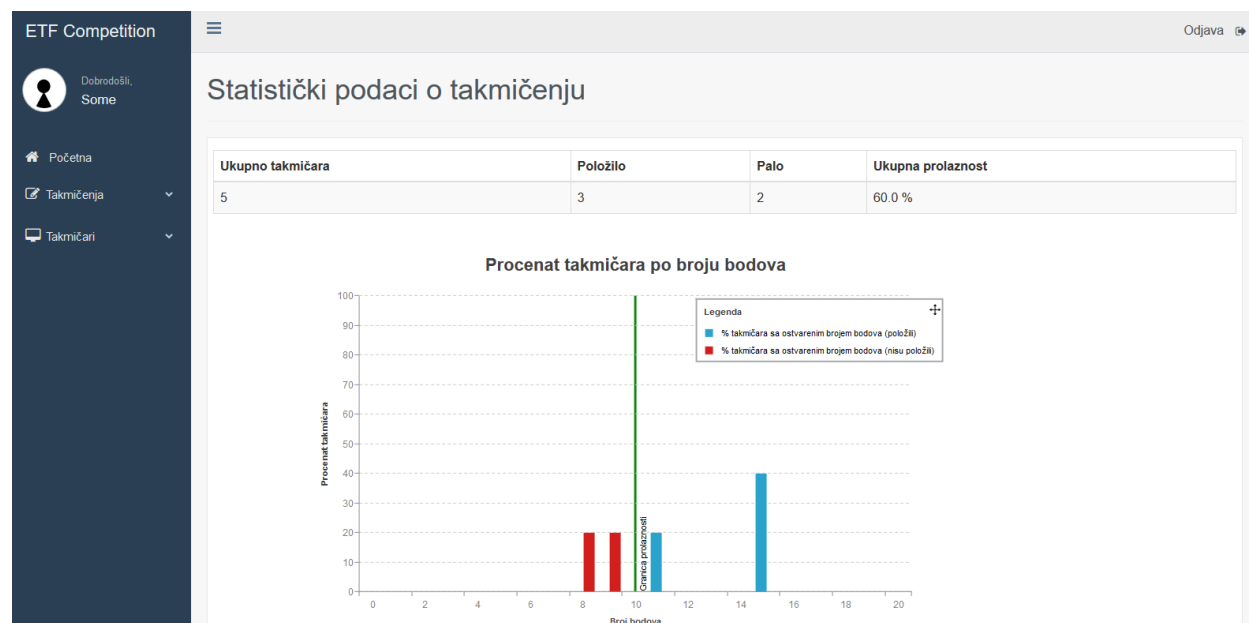 ETF Competition
Odjava
Dobrodošli,
Some
Početna
Takmičenja
Takmičari
Statistički podaci o takmičenju
Ukupno takmičara Položilo Palo Ukupna prolaznost
5 3 2 60.0 %
Procenat takmičara po broju bodova
Legenda
% takmičara sa ostvarenim brojem bodova (položili)
% takmičara sa ostvarenim brojem bodova (nisu položili)
Procenat takmičara
100
90
80
70
60
50
40
30
20
10
0
Granica prolaznosti
0 2 4 6 8 10 12 14 16 18 20
Broj bodova